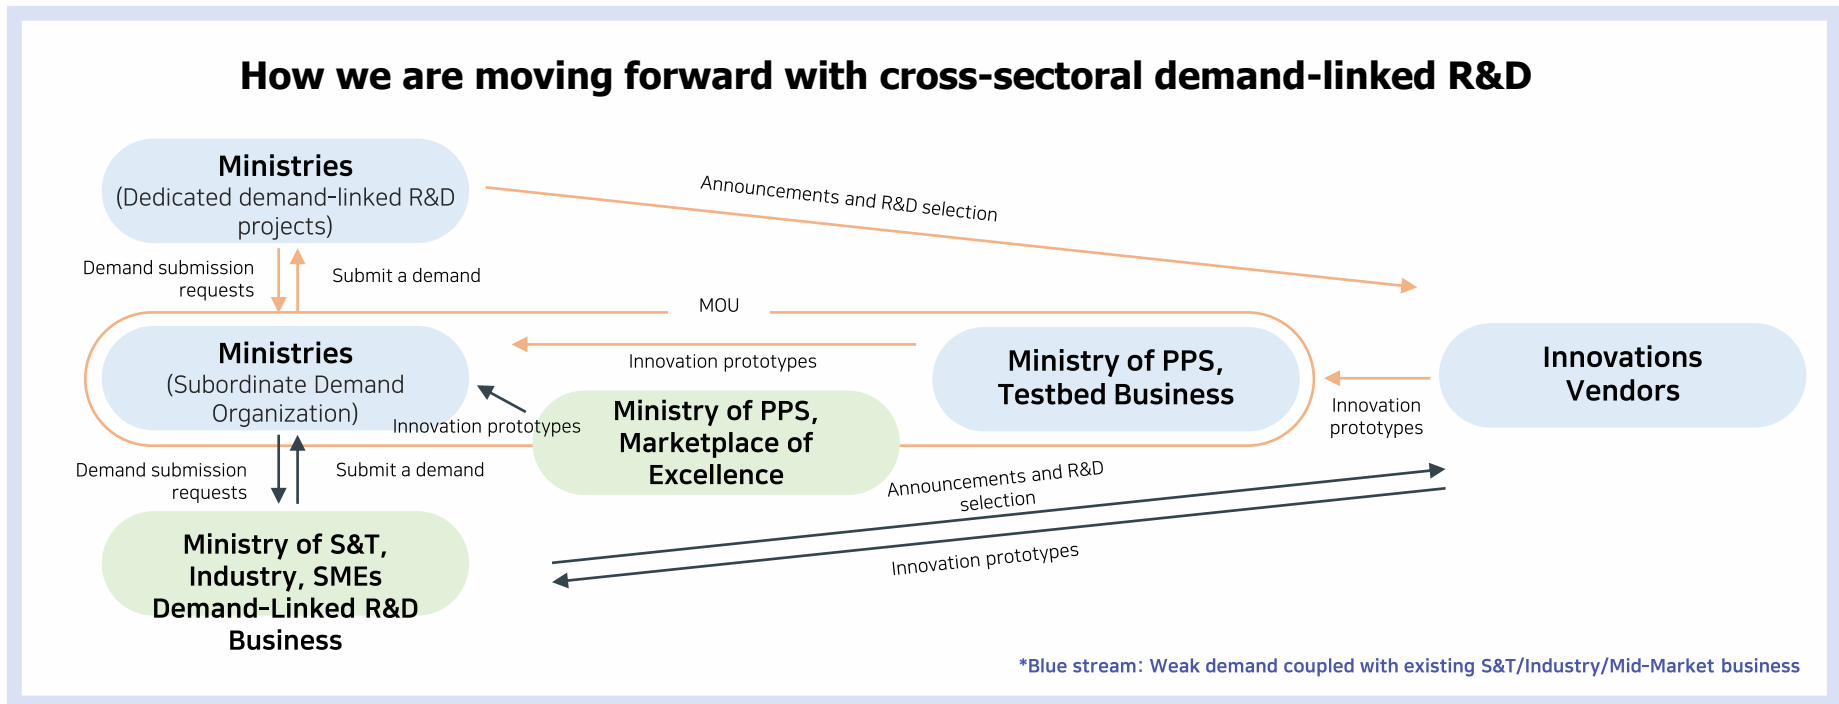 How we are moving forward with cross-sectoral demand-linked R&D
Ministries
(Dedicated demand-linked R&D
projects)
Announcements and R&D selection
Demand submission
requests
Submit a demand
MOU
Ministries
(Subordinate Demand
Organization)
Innovation prototypes
Ministry of PPS,
Testbed Business
Innovations
Vendors
Innovation
prototypes
Innovation prototypes
Ministry of PPS,
Marketplace of
Excellence
Demand submission
requests
Submit a demand
Announcements and R&D
selection
Innovation prototypes
Ministry of S&T,
Industry, SMEs
Demand-Linked R&D
Business
*Blue stream: Weak demand coupled with existing S&T/Industry/Mid-Market business